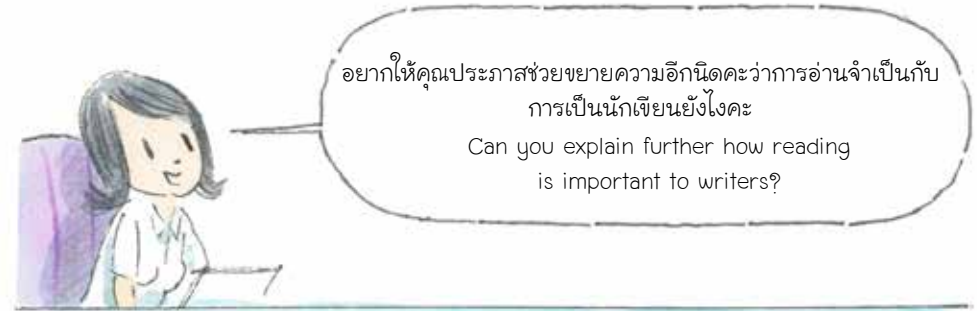 อยากให้คุณประภาสช่วยขยายความอีกนิดคะว่าการอ่านจำเป็นกับ
การเป็นนักเขียนยังไงคะ
Can you explain further how reading
is important to writers?